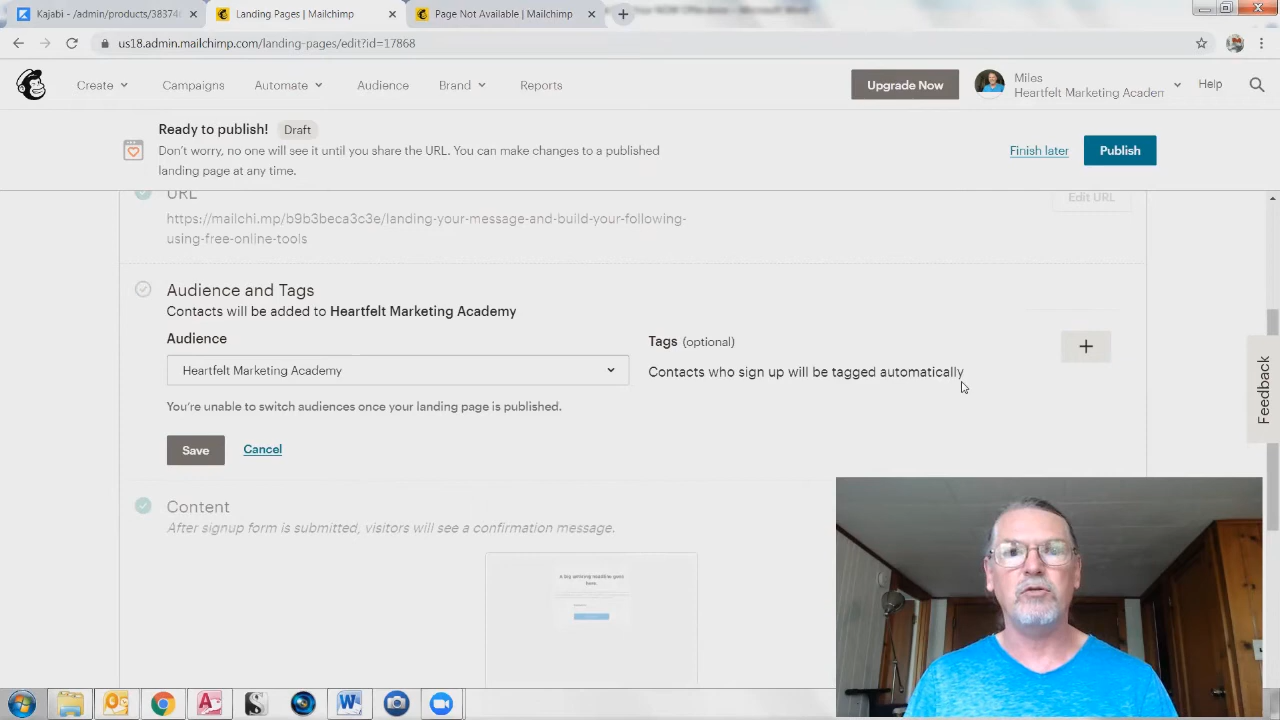 Kajabi - /admin/products/38374
Landing Pages | Mailchimp
Page Not Available | Mailchimp
Microsoft Word
us18.admin.mailchimp.com/landing-pages/edit?id=17868
Create
Campaigns
Automate
Audience
Brand
Reports
Upgrade Now
Miles
Heartfelt Marketing Academ
Help
Ready to publish!
Draft
Don't worry, no one will see it until you share the URL. You can make changes to a published
landing page at any time.
Finish later
Publish
URL
https://mailchi.mp/b9b3beca3c3e/landing-your-message-and-build-your-following-
using-free-online-tools
Edit URL
Audience and Tags
Contacts will be added to Heartfelt Marketing Academy
Audience
Heartfelt Marketing Academy
You're unable to switch audiences once your landing page is published.
Tags (optional)
Contacts who sign up will be tagged automatically
Save
Cancel
Content
After signup form is submitted, visitors will see a confirmation message.
Feedback